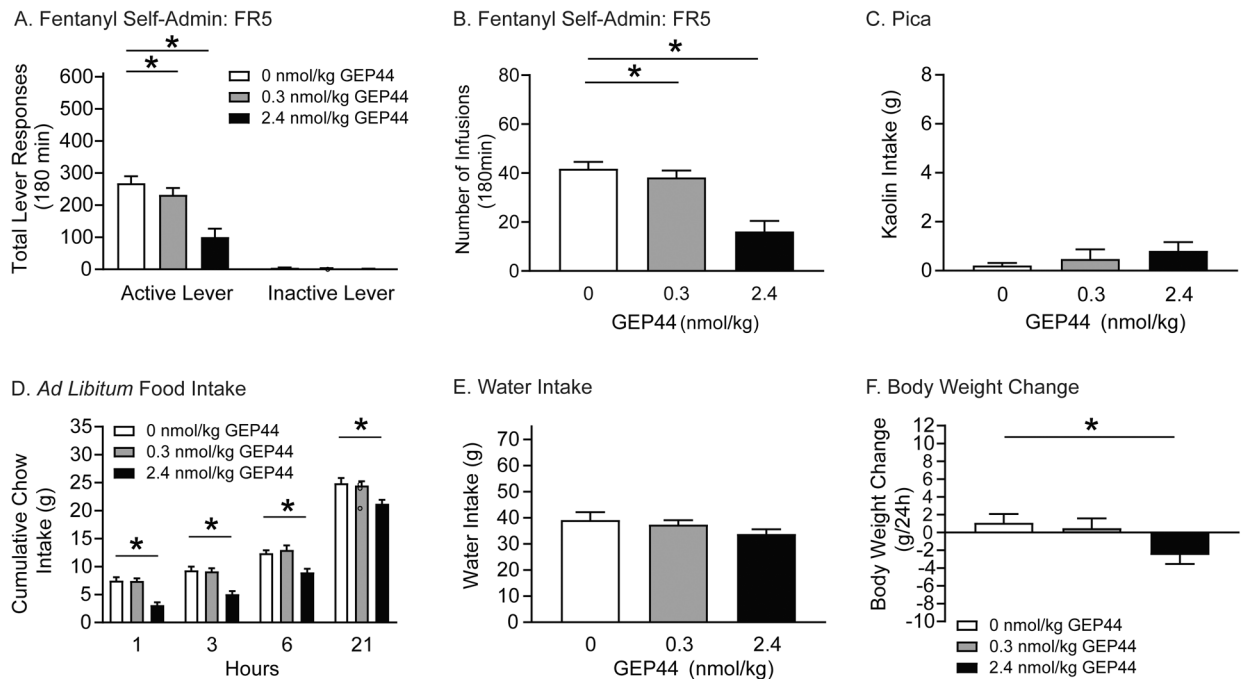 A. Fentanyl Self-Admin: FR5
*
*
600
500
400
300
200
100
0
Total Lever Responses
(180 min)
0 nmol/kg GEP44
0.3 nmol/kg GEP44
2.4 nmol/kg GEP44
Active Lever
Inactive Lever
B. Fentanyl Self-Admin: FR5
*
*
80
60
40
20
0
Number of Infusions
(180min)
0
0.3
2.4
GEP44 (nmol/kg)
C. Pica
8
6
4
2
0
Kaolin Intake (g)
0
0.3
2.4
GEP44 (nmol/kg)
D. Ad Libitum Food Intake
35
30
25
20
15
10
5
0
Cumulative Chow
Intake (g)
0 nmol/kg GEP44
0.3 nmol/kg GEP44
2.4 nmol/kg GEP44
*
*
*
*
1
3
6
21
Hours
E. Water Intake
70
60
50
40
30
20
10
0
Water Intake (g)
0
0.3
2.4
GEP44 (nmol/kg)
F. Body Weight Change
*
12
10
8
6
4
2
0
-2
-4
-6
-8
-10
Body Weight Change
(g/24h)
0 nmol/kg GEP44
0.3 nmol/kg GEP44
2.4 nmol/kg GEP44